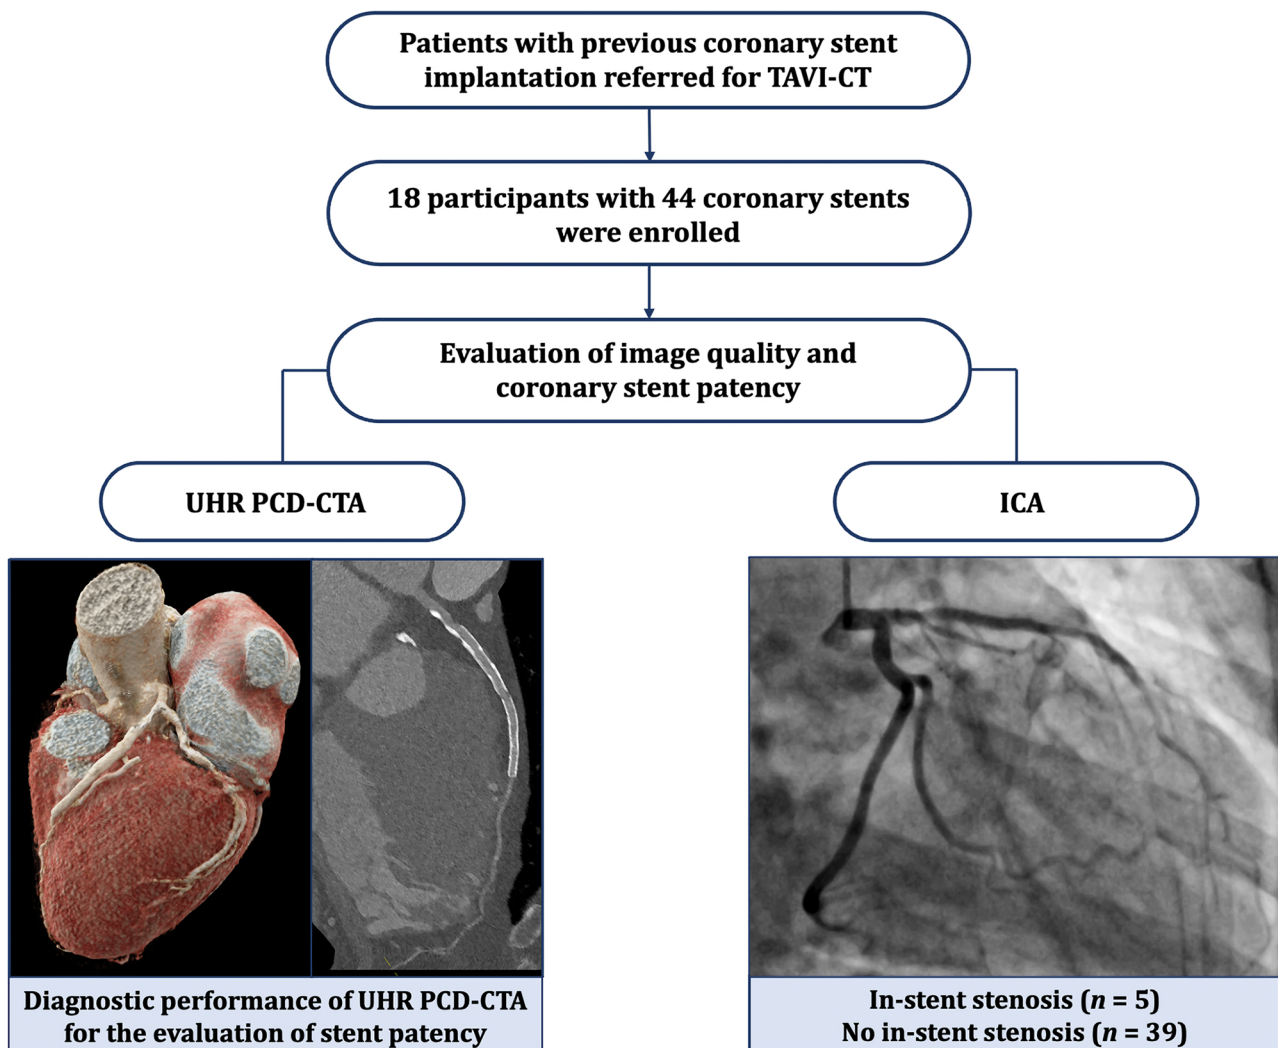 Patients with previous coronary stent
implantation referred for TAVI-CT
18 participants with 44 coronary stents
were enrolled
Evaluation of image quality and
coronary stent patency
UHR PCD-CTA
ICA
Diagnostic performance of UHR PCD-CTA
for the evaluation of stent patency
In-stent stenosis (n = 5)
No in-stent stenosis (n = 39)